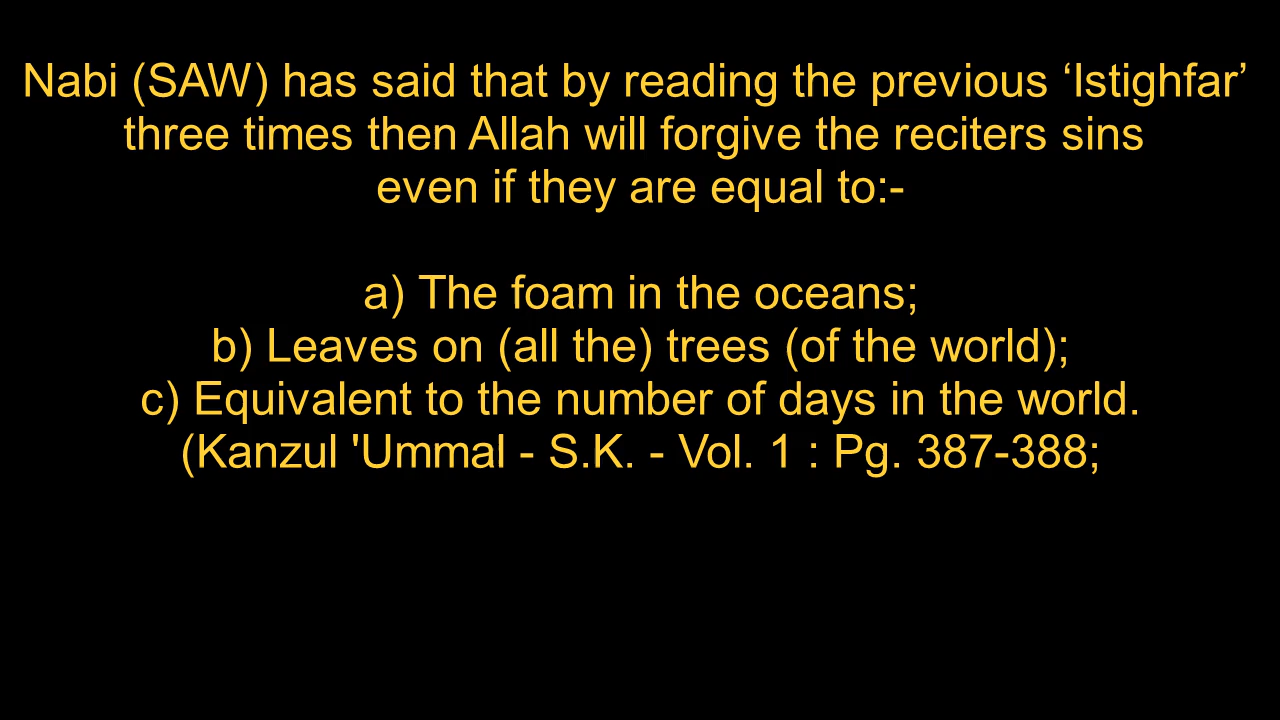 Nabi (SAW) has said that by reading the previous ‘Istighfar’
three times then Allah will forgive the reciters sins
even if they are equal to:-
a) The foam in the oceans;
b) Leaves on (all the) trees (of the world);
c) Equivalent to the number of days in the world.
(Kanzul 'Ummal - S.K. - Vol. 1 : Pg. 387-388;